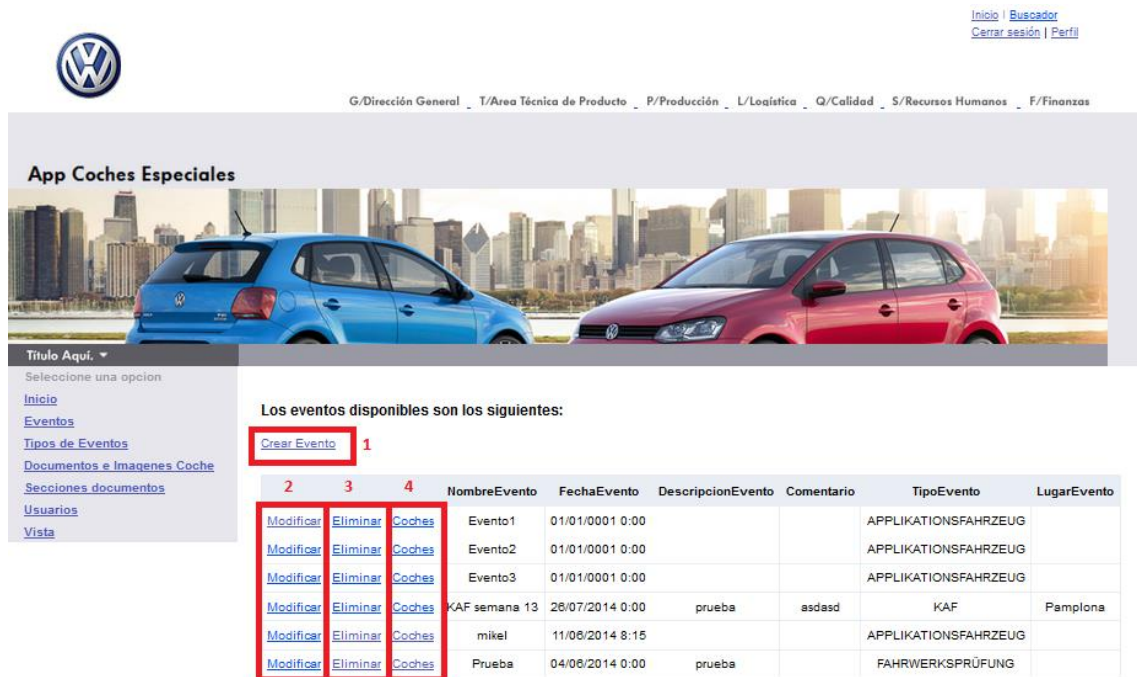 Inicio | Buscador
Cerrar sesión | Perfil
G/Dirección General _ T/Area Técnica de Producto _ P/Producción _ L/Logística _ Q/Calidad _ S/Recursos Humanos _ F/Finanzas
App Coches Especiales
Título Aquí.
Seleccione una opcion
Inicio
Eventos
Tipos de Eventos
Documentos e Imagenes Coche
Secciones documentos
Usuarios
Vista
Los eventos disponibles son los siguientes:
Crear Evento 1
2 3 4 NombreEvento FechaEvento DescripcionEvento Comentario TipoEvento LugarEvento
Modificar Eliminar Coches Evento1 01/01/0001 0:00 APPLIKATIONSFAHRZEUG
Modificar Eliminar Coches Evento2 01/01/0001 0:00 APPLIKATIONSFAHRZEUG
Modificar Eliminar Coches Evento3 01/01/0001 0:00 APPLIKATIONSFAHRZEUG
Modificar Eliminar Coches KAF semana 13 26/07/2014 0:00 prueba asdasd KAF Pamplona
Modificar Eliminar Coches mikel 11/06/2014 8:15 APPLIKATIONSFAHRZEUG
Modificar Eliminar Coches Prueba 04/06/2014 0:00 prueba FAHRWERKSPRÜFUNG